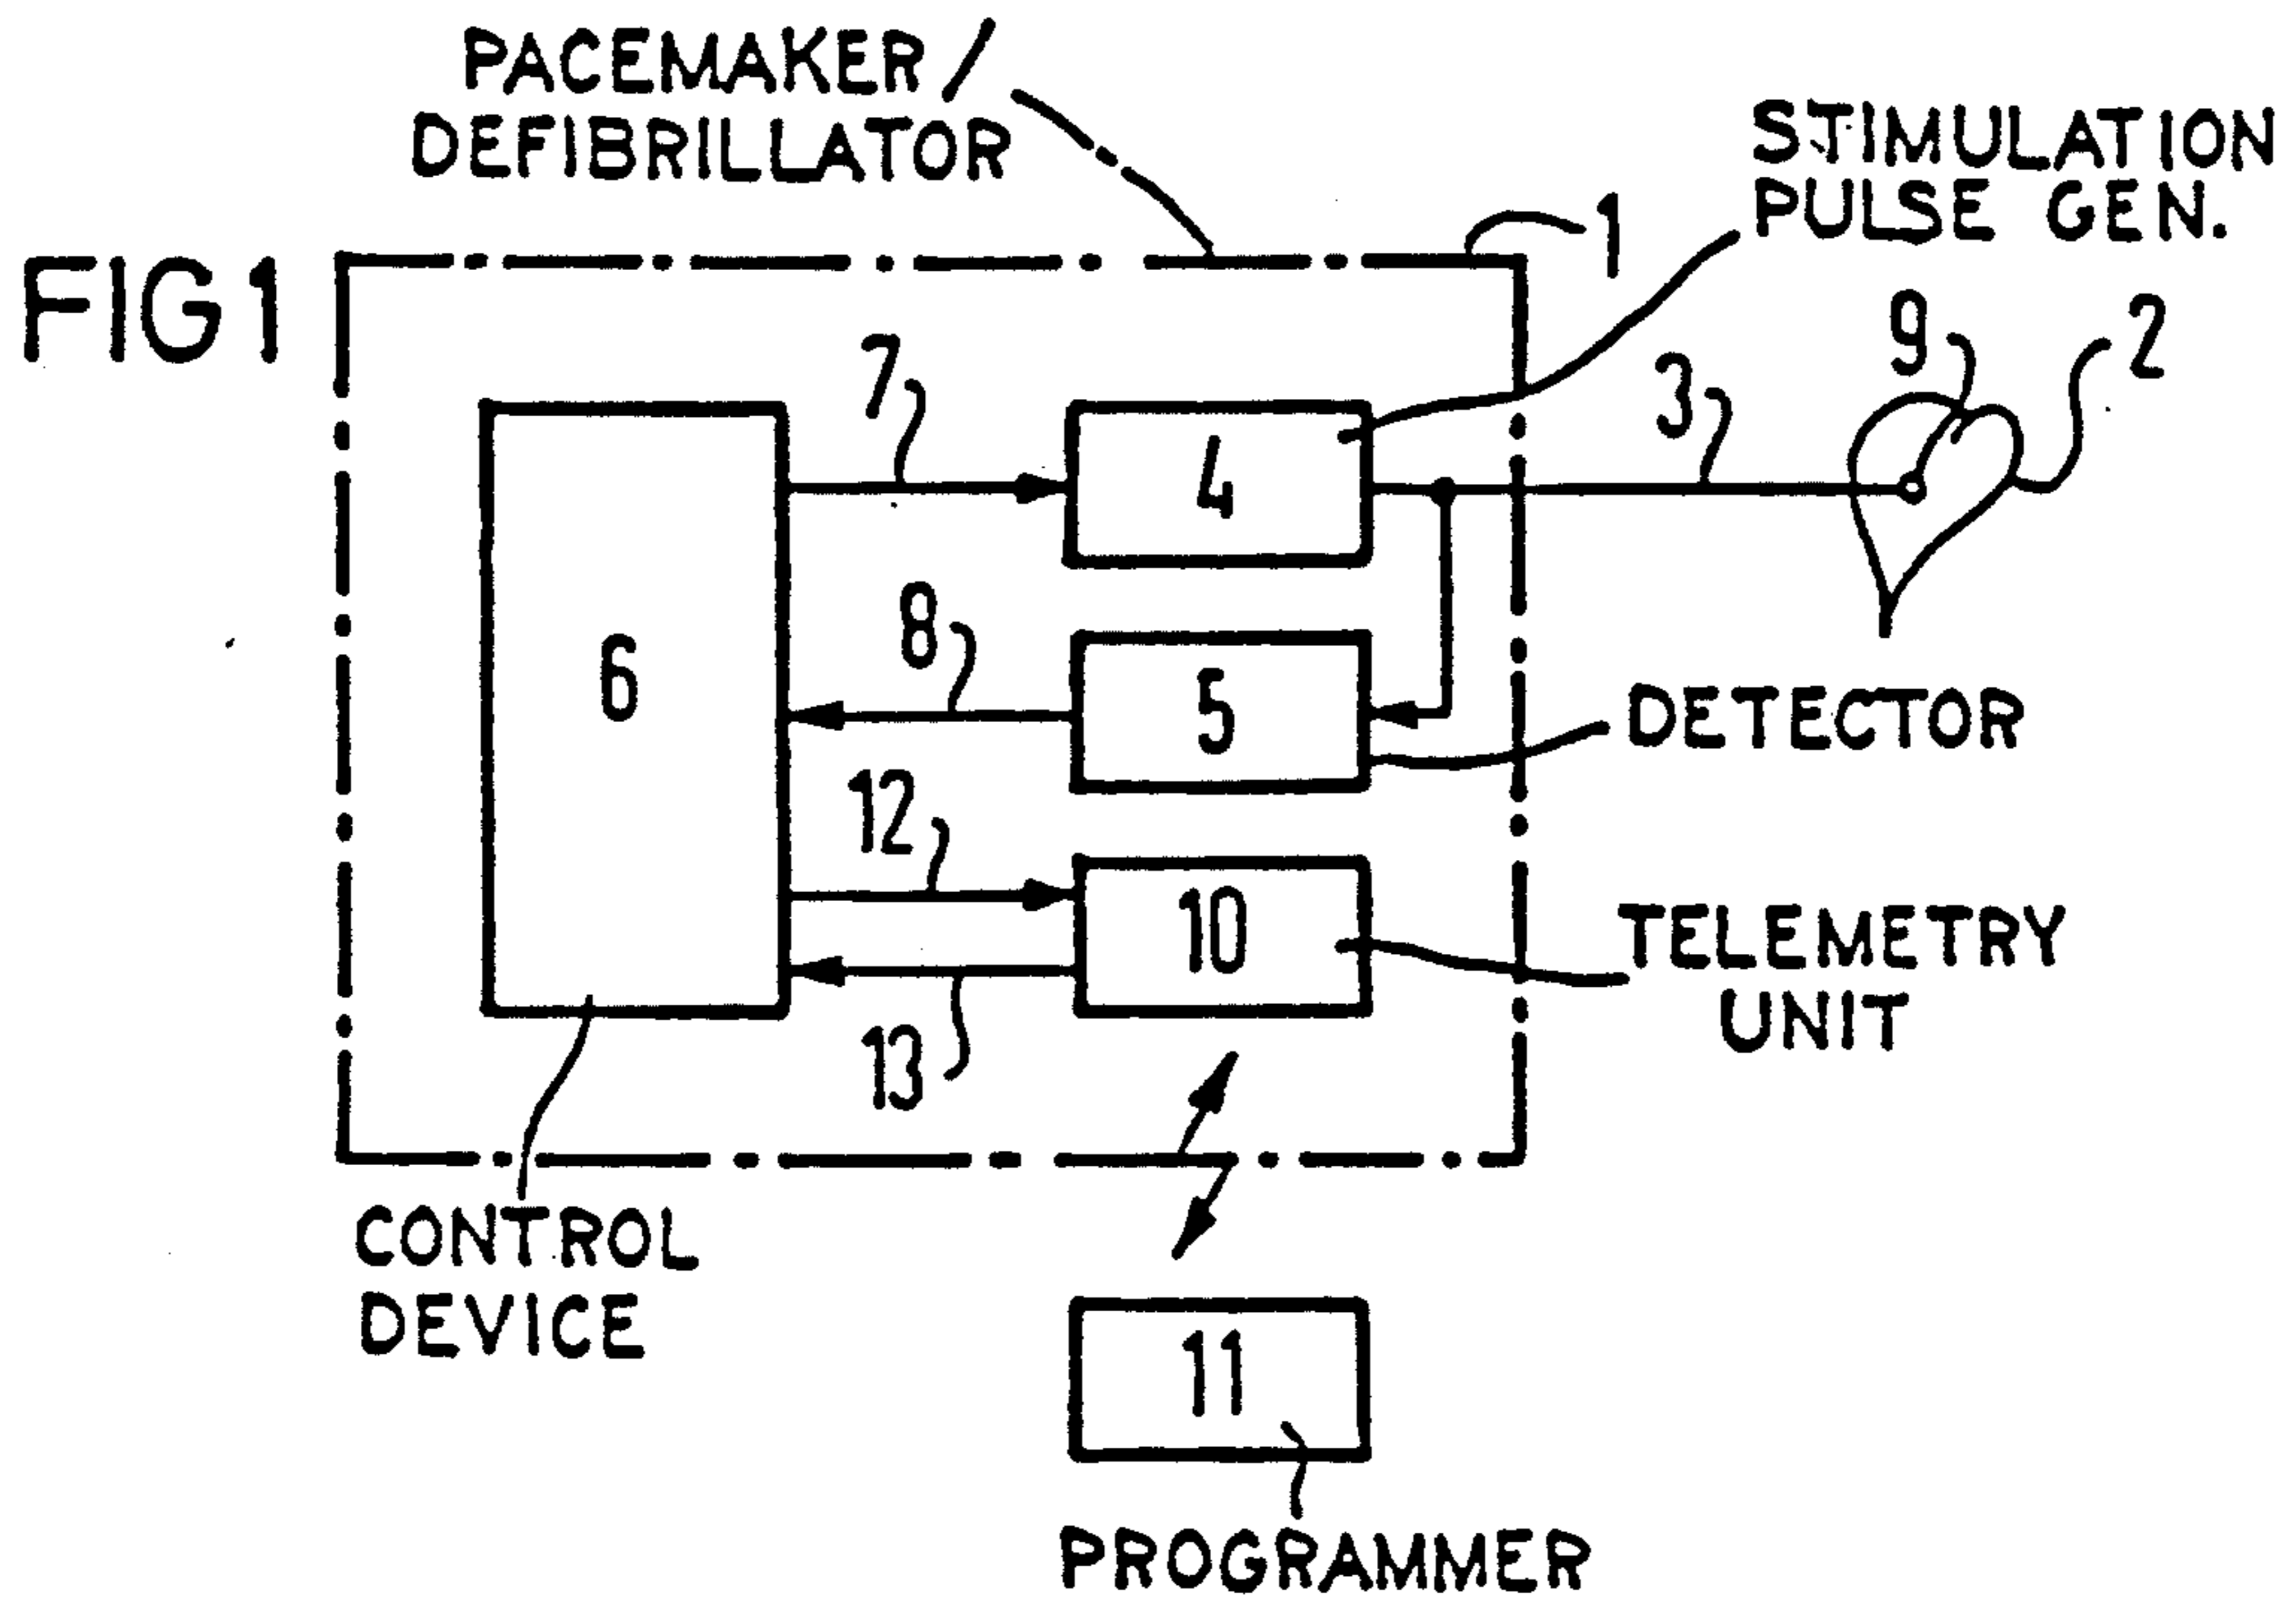 PACEMAKER/
DEFIBRILLATOR
STIMULATION
PULSE GEN.
1
FIG 1
9
2
7
3
4
8
6
5
DETECTOR
12
10
TELEMETRY
UNIT
13
CONTROL
DEVICE
11
PROGRAMMER